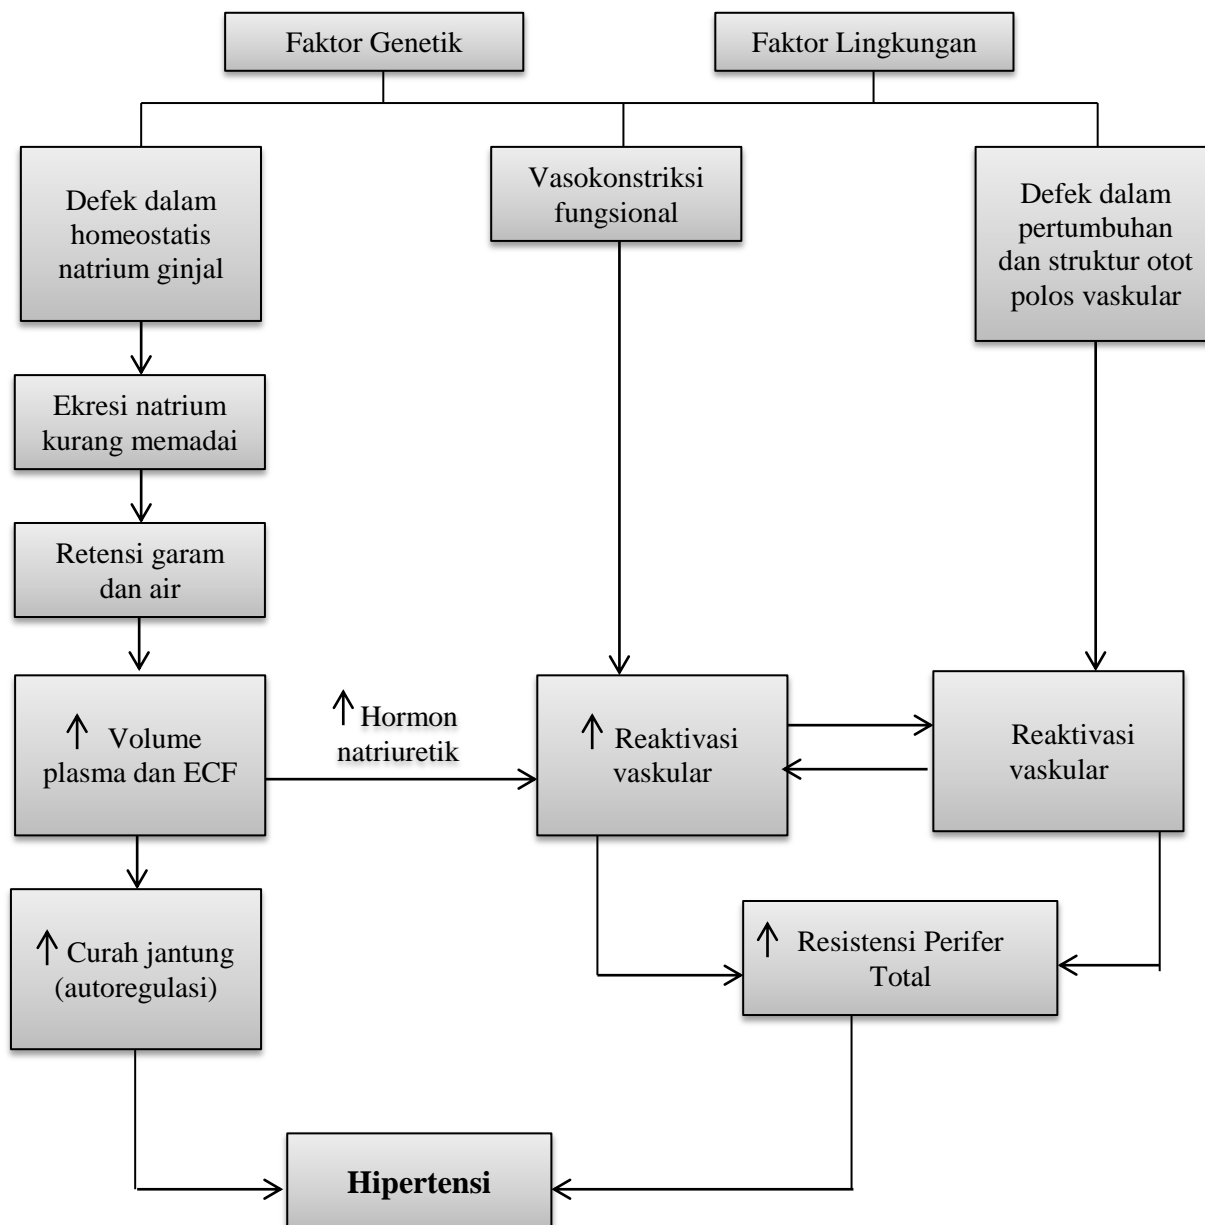 Faktor Genetik
Faktor Lingkungan
Defek dalam
homeostatis
natrium ginjal
Vasokonstriksi
fungsional
Defek dalam
pertumbuhan
dan struktur otot
polos vaskular
Ekresi natrium
kurang memadai
Retensi garam
dan air
↑ Volume
plasma dan ECF
↑ Hormon
natriuretik
↑ Reaktivasi
vaskular
Reaktivasi
vaskular
↑ Curah jantung
(autoregulasi)
↑ Resistensi Perifer
Total
Hipertensi